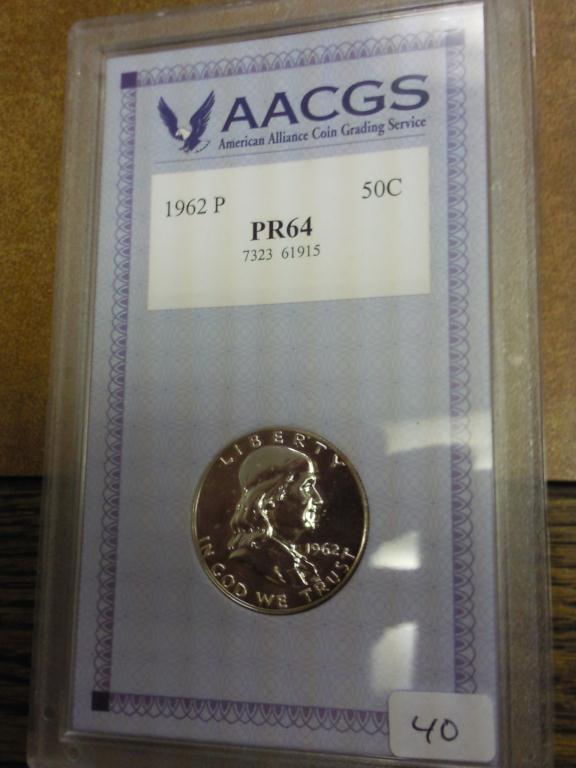 AACGS
American Alliance Coin Grading Service
1962 P 50C
PR64
7323 61915
LIBERTY
1962
IN GOD WE TRUST
40